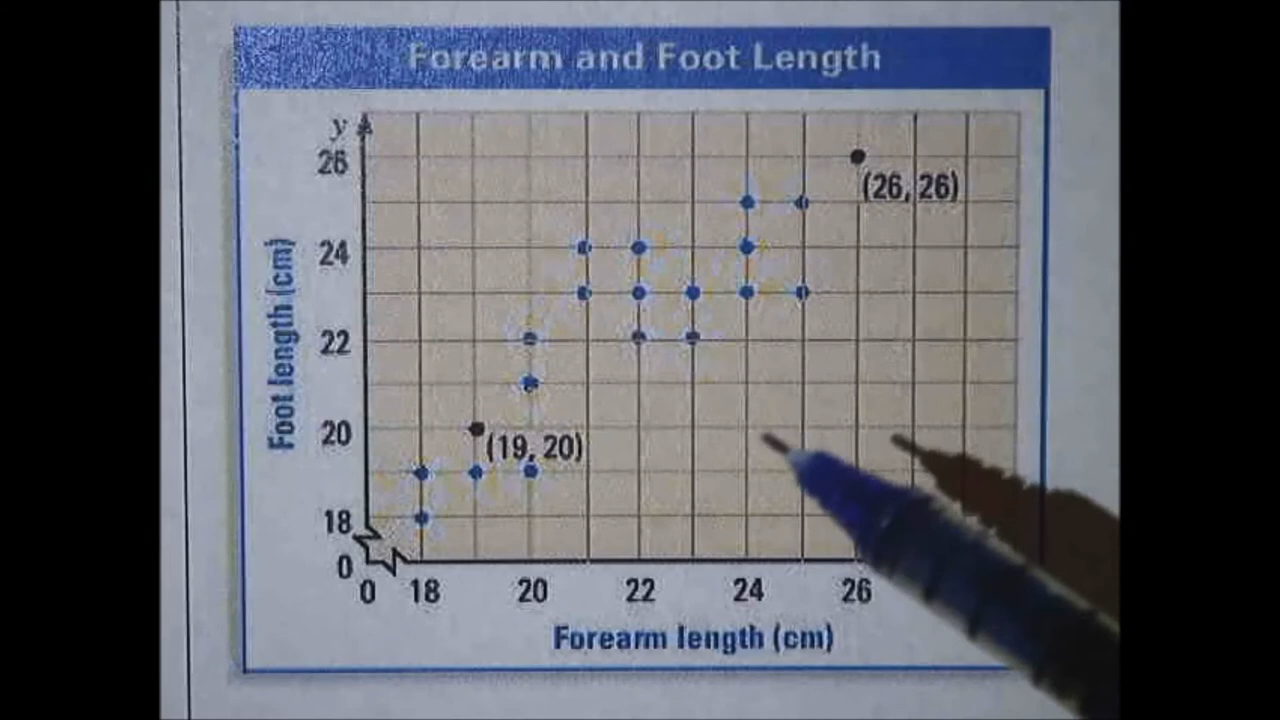 Forearm and Foot Length
y
26
(26, 26)
24
22
20
(19, 20)
18
0
0 18 20 22 24 26
Foot length (cm)
Forearm length (cm)